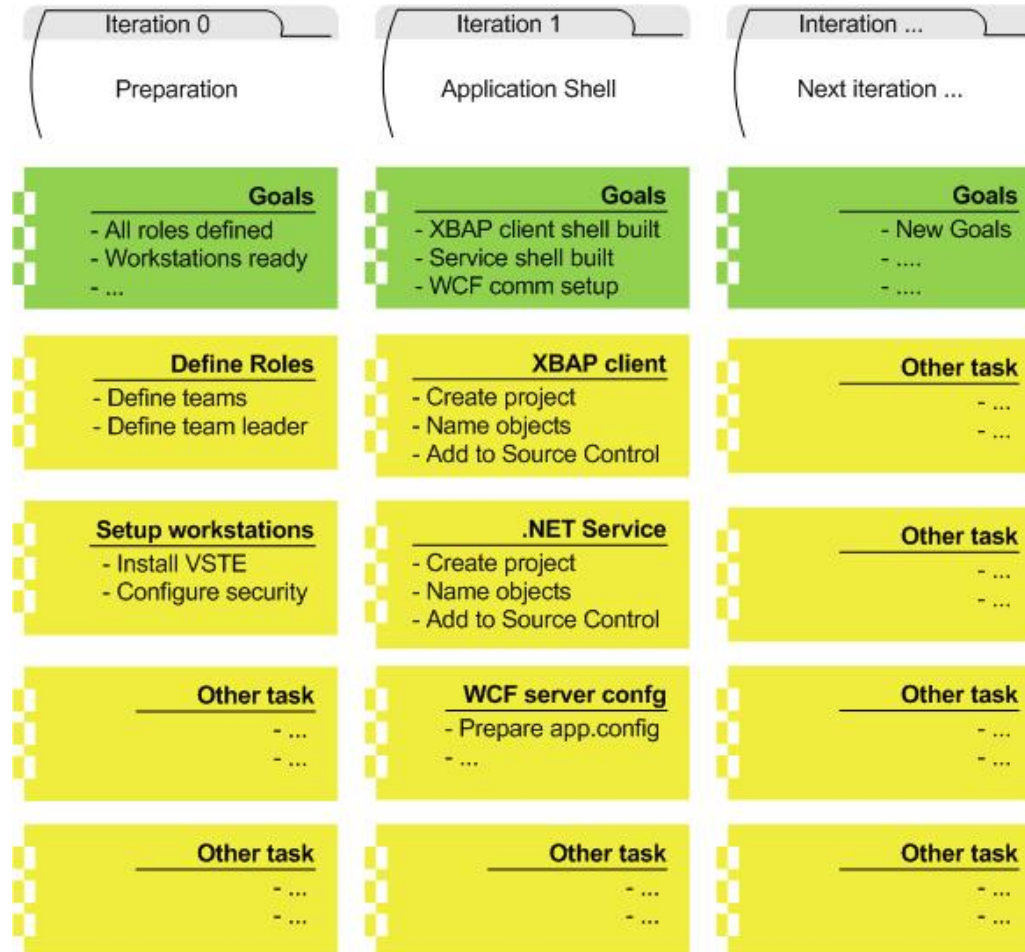 Iteration 0
Preparation
Goals
- All roles defined
- Workstations ready
- ...
Define Roles
- Define teams
- Define team leader
Setup workstations
- Install VSTE
- Configure security
Other task
- ...
- ...
Other task
- ...
- ...
Iteration 1
Application Shell
Goals
- XBAP client shell built
- Service shell built
- WCF comm setup
XBAP client
- Create project
- Name objects
- Add to Source Control
.NET Service
- Create project
- Name objects
- Add to Source Control
WCF server confg
- Prepare app.config
- ...
Other task
- ...
- ...
Interation ...
Next iteration ...
Goals
- New Goals
- ....
- ....
Other task
- ...
- ...
Other task
- ...
- ...
Other task
- ...
- ...
Other task
- ...
- ...